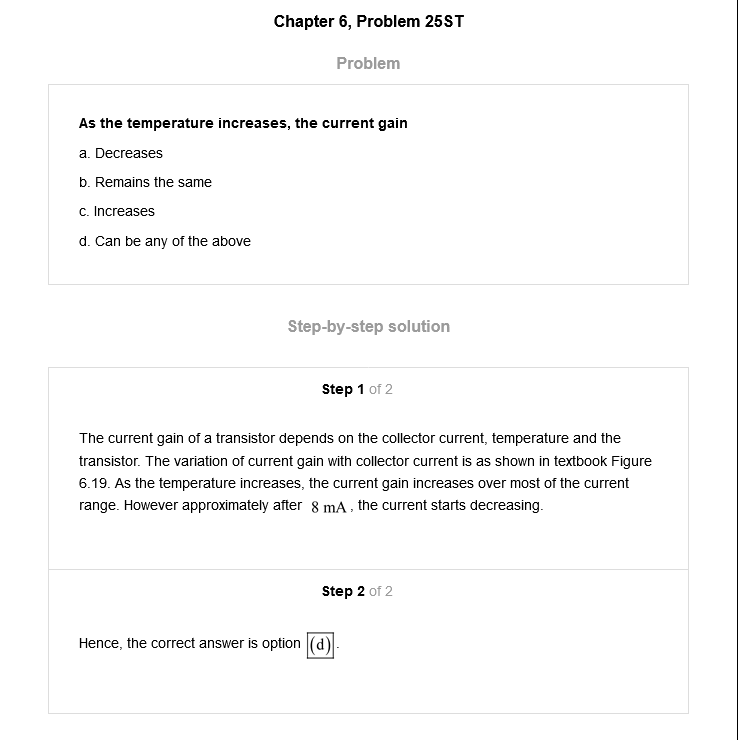 Chapter 6, Problem 25ST
Problem
As the temperature increases, the current gain
a. Decreases
b. Remains the same
c. Increases
d. Can be any of the above
Step-by-step solution
Step 1 of 2
The current gain of a transistor depends on the collector current, temperature and the
transistor. The variation of current gain with collector current is as shown in textbook Figure
6.19. As the temperature increases, the current gain increases over most of the current
range. However approximately after 8 mA , the current starts decreasing.
Step 2 of 2
Hence, the correct answer is option (d) .